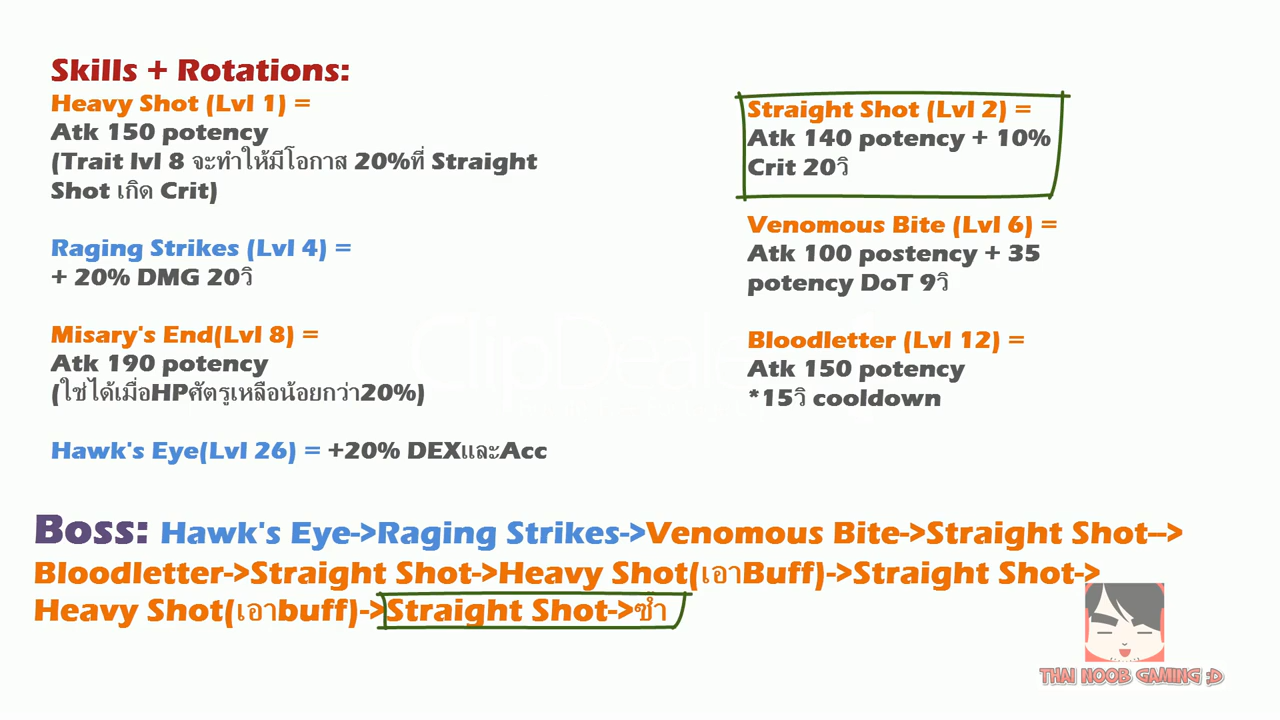 Skills + Rotations:
Heavy Shot (Lvl 1) =
Atk 150 potency
(Trait lvl 8 จะทำให้มีโอกาส 20%ที่ Straight
Shot เกิด Crit)
Raging Strikes (Lvl 4) =
+ 20% DMG 20วิ
Misary's End(Lvl 8) =
Atk 190 potency
(ใช่ได้เมื่อHPศัตรูเหลือน้อยกว่า20%)
Hawk's Eye(Lvl 26) = +20% DEXและAcc
Straight Shot (Lvl 2) =
Atk 140 potency + 10%
Crit 20วิ
Venomous Bite (Lvl 6) =
Atk 100 postency + 35
potency DoT 9วิ
Bloodletter (Lvl 12) =
Atk 150 potency
*15วิ cooldown
Boss: Hawk's Eye->Raging Strikes->Venomous Bite->Straight Shot-->
Bloodletter->Straight Shot->Heavy Shot(เอาBuff)->Straight Shot->
Heavy Shot(เอาbuff)->Straight Shot->ซ้ำ
THAI NOOB GAMING :D